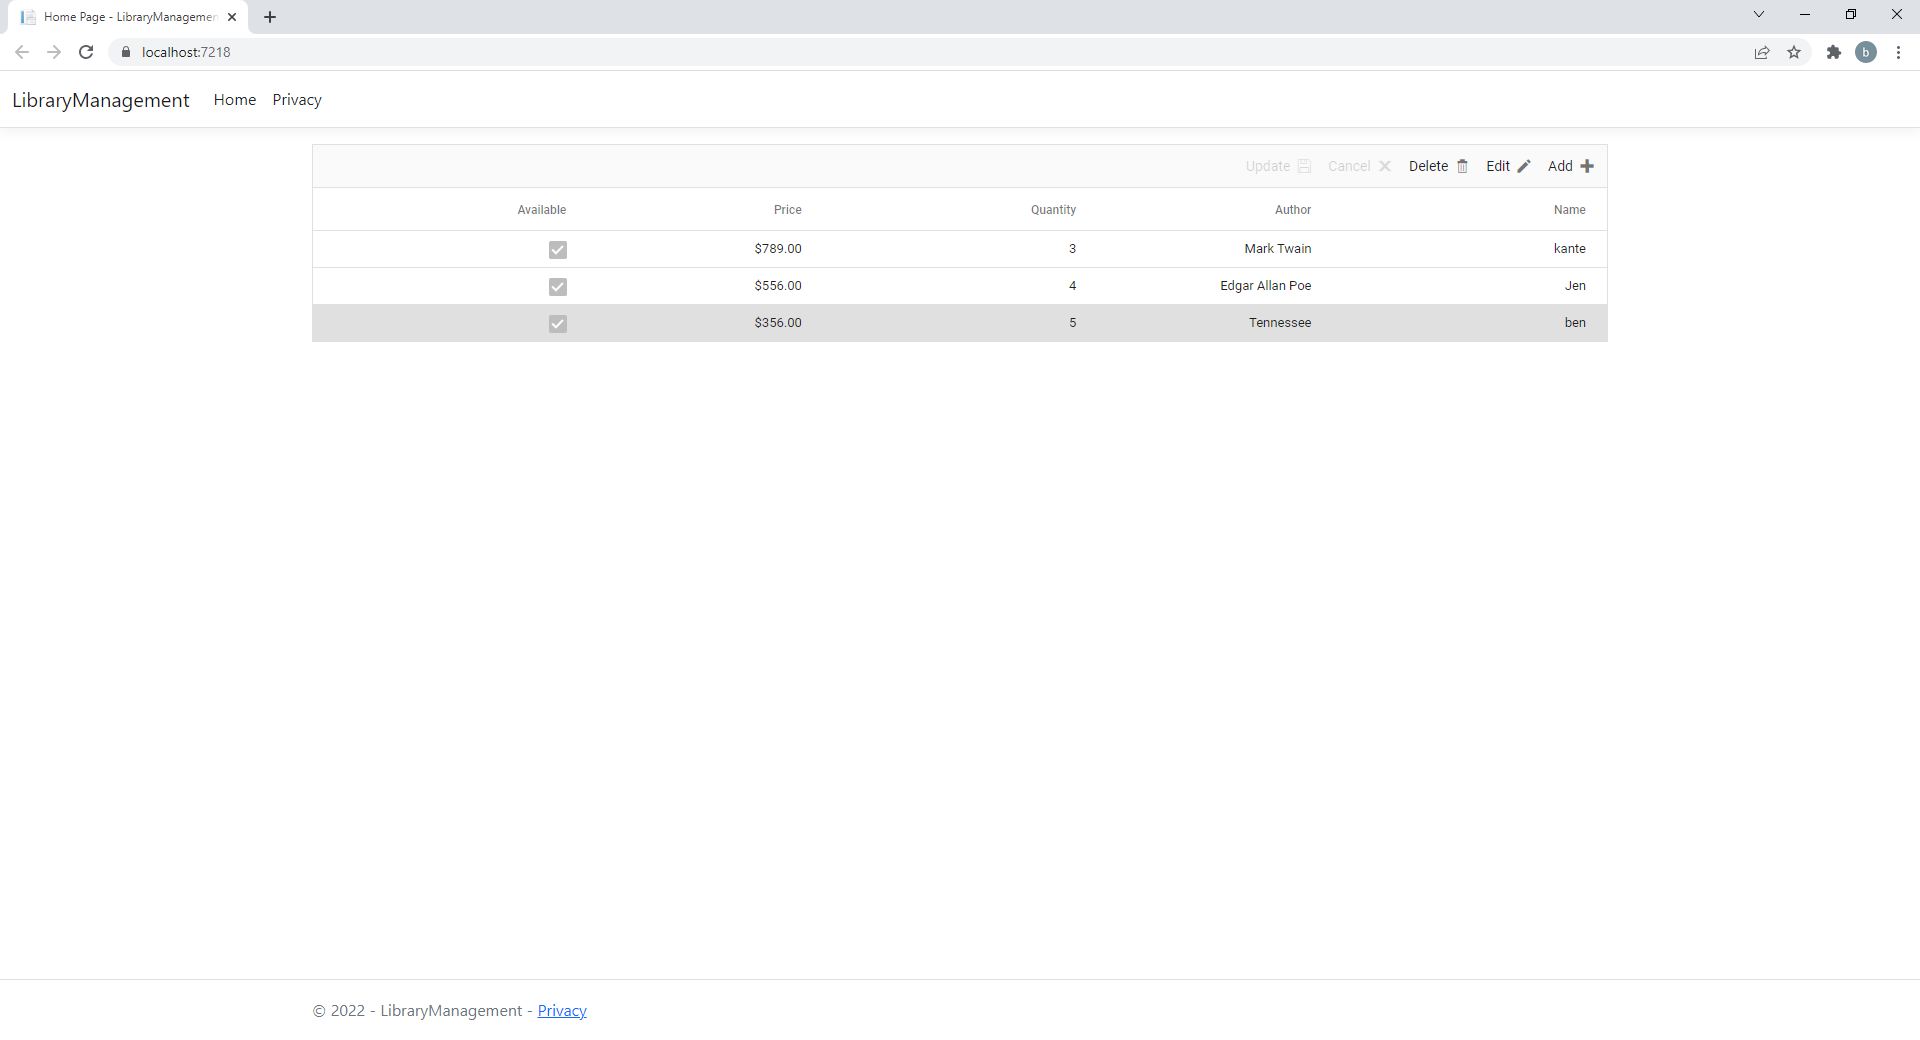 Home Page - LibraryManagemen
localhost:7218
b
LibraryManagement Home Privacy
Update Cancel Delete Edit Add
Available Price Quantity Author Name
$789.00 3 Mark Twain kante
$556.00 4 Edgar Allan Poe Jen
$356.00 5 Tennessee ben
© 2022 - LibraryManagement - Privacy